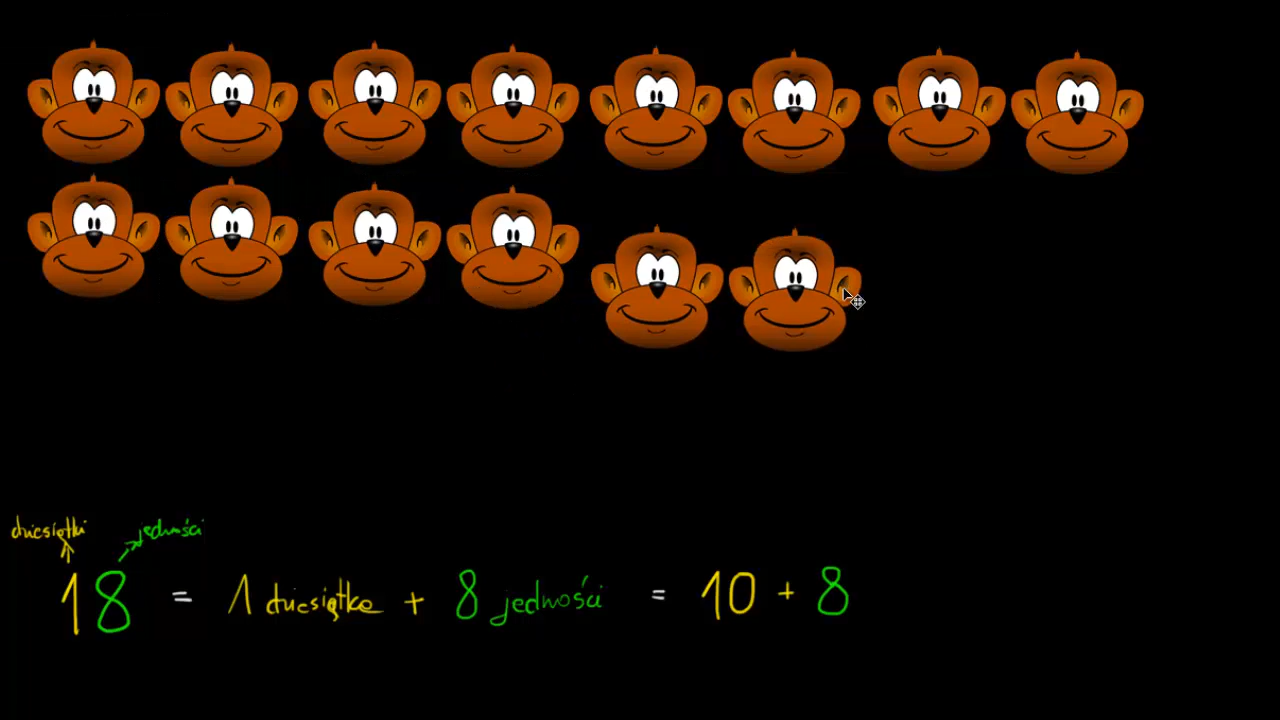 dziesiątki jedności
18 = 1 dziesiątka + 8 jedności = 10 + 8